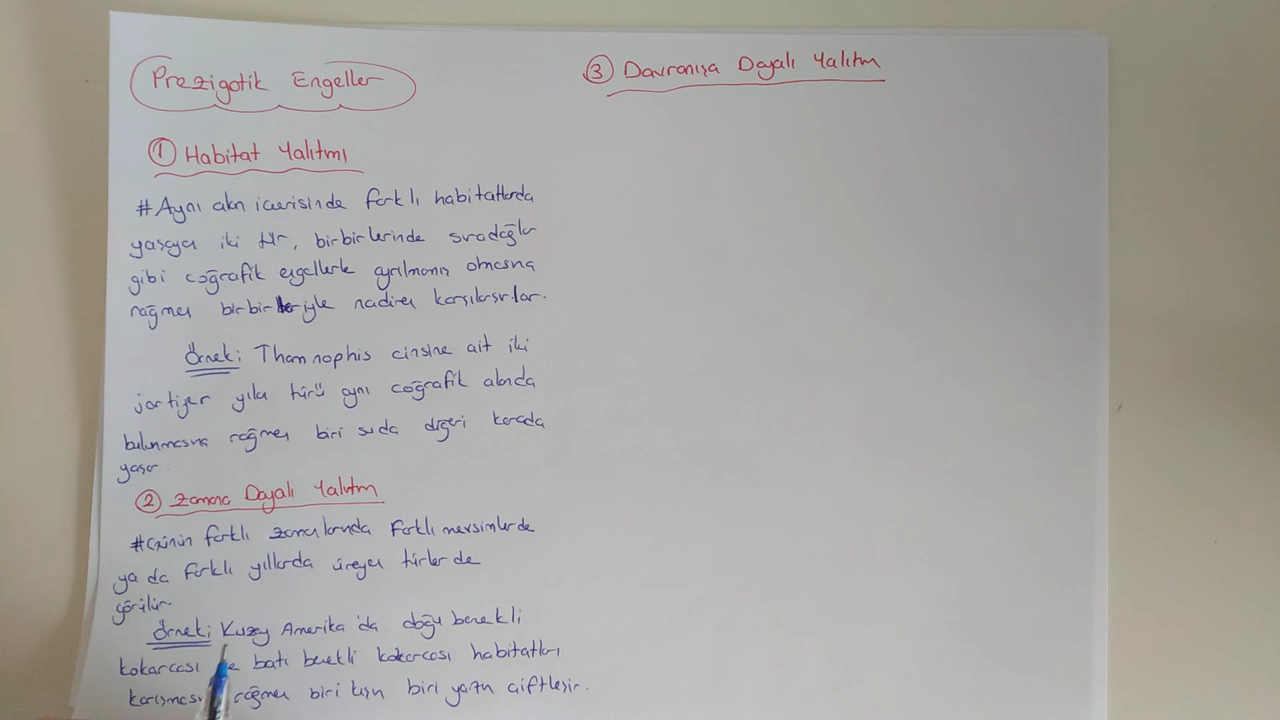 Prezigotik Engeller
① Habitat Yalıtımı
#Aynı alan içerisinde farklı habitatlarda
yaşayan iki tür, birbirlerinde sıradağlar
gibi coğrafik engellerle ayrılmamış olmasına
rağmen birbirleriyle nadiren karşılaşırlar.
Örnek: Thamnophis cinsine ait iki
jartiyer yılan türü aynı coğrafik alanda
bulunmasına rağmen biri suda diğeri karada
yaşar.
② Zamana Dayalı Yalıtım
#Günün farklı zamanlarında farklı mevsimlerde
ya da farklı yıllarda üreyen türlerde
görülür.
Örnek: Kuzey Amerika'da doğu benekli
kokarcası batı benekli kokarcası habitatları
rağmen biri kışın biri yazın çiftleşir.
③ Davranışa Dayalı Yalıtım